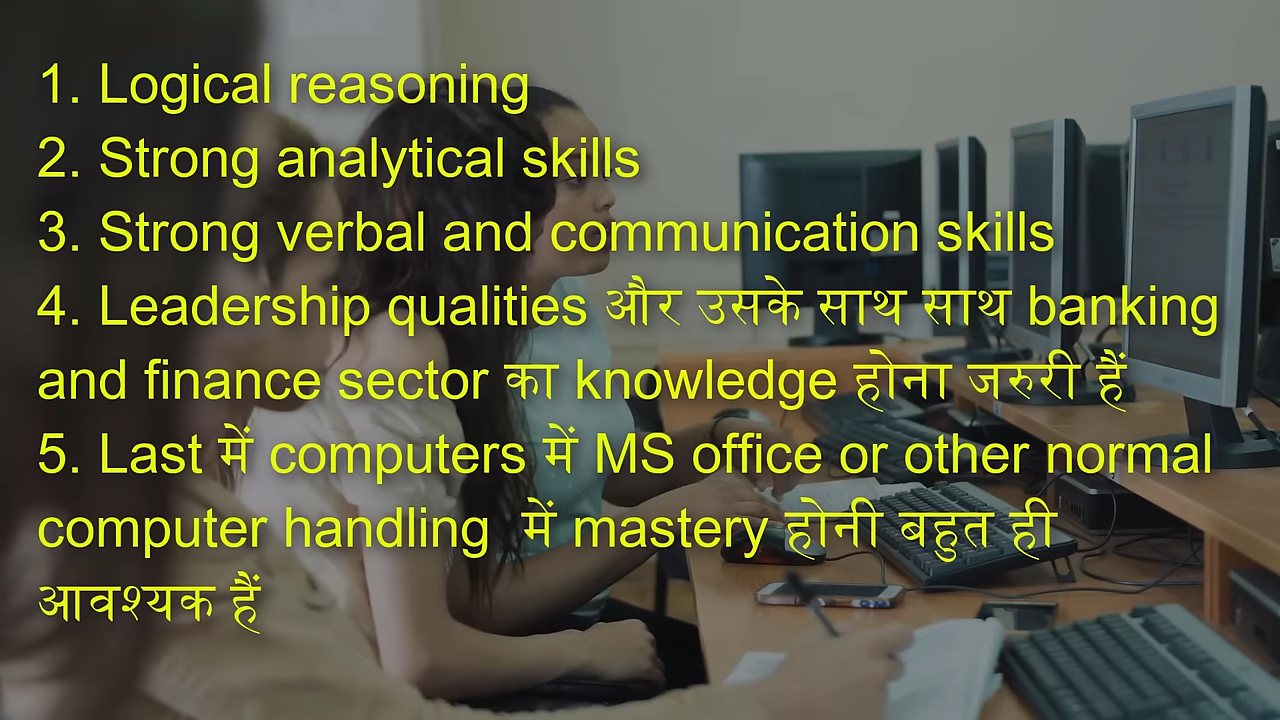 1. Logical reasoning
2. Strong analytical skills
3. Strong verbal and communication skills
4. Leadership qualities और उसके साथ साथ banking
and finance sector का knowledge होना जरुरी हैं
5. Last में computers में MS office or other normal
computer handling  में mastery होनी बहुत ही
आवश्यक हैं